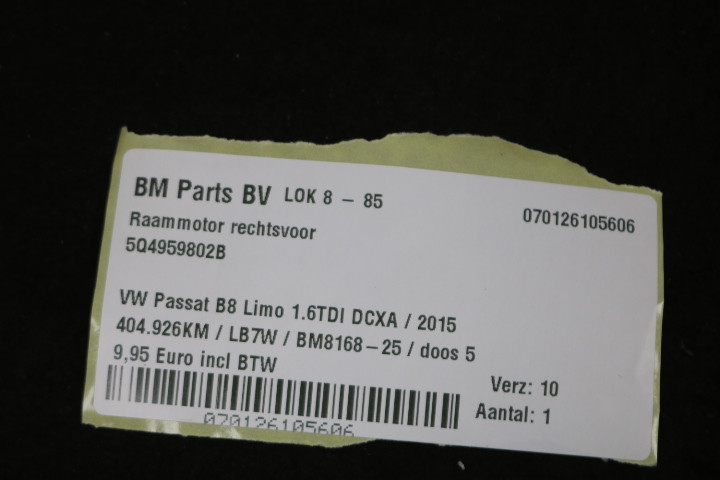 BM Parts BV LOK 8 – 85 070126105606
Raammotor rechtsvoor
5Q4959802B
VW Passat B8 Limo 1.6TDI DCXA / 2015
404.926KM / LB7W / BM8168–25 / doos 5
9,95 Euro incl BTW
Verz: 10
Aantal: 1
070126105606